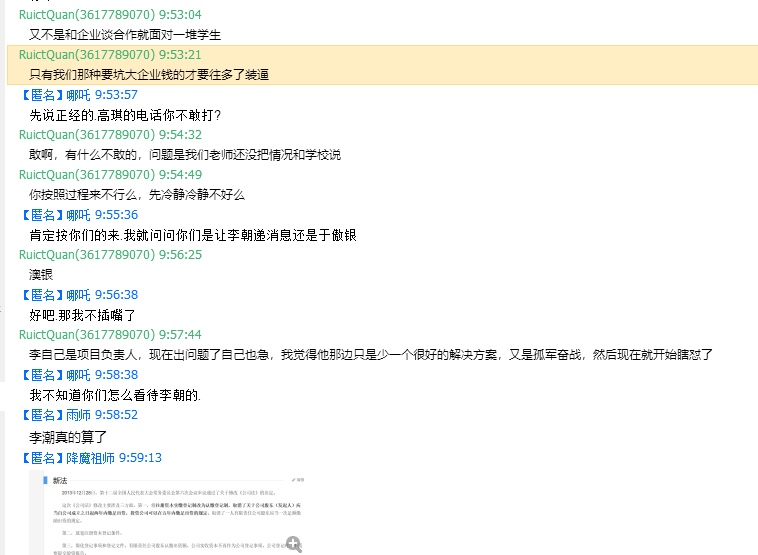 RuictQuan(3617789070) 9:53:04
又不是和企业谈合作就面对一堆学生
RuictQuan(3617789070) 9:53:21
只有我们那种要坑大企业钱的才要往多了装逼
【匿名】哪吒 9:53:57
先说正经的.高琪的电话你不敢打?
RuictQuan(3617789070) 9:54:32
敢啊，有什么不敢的，问题是我们老师还没把情况和学校说
RuictQuan(3617789070) 9:54:49
你按照过程来不行么，先冷静冷静不好么
【匿名】哪吒 9:55:36
肯定按你们的来.我就问问你们是让李朝递消息还是于傲银
RuictQuan(3617789070) 9:56:25
澳银
【匿名】哪吒 9:56:38
好吧.那我不插嘴了
RuictQuan(3617789070) 9:57:44
李自己是项目负责人，现在出问题了自己也急，我觉得他那边只是少一个很好的解决方案，又是孤军奋战，然后现在就开始瞎怼了
【匿名】哪吒 9:58:38
我不知道你们怎么看待李朝的.
【匿名】雨师 9:58:52
李潮真的算了
【匿名】降魔祖师 9:59:13
新法